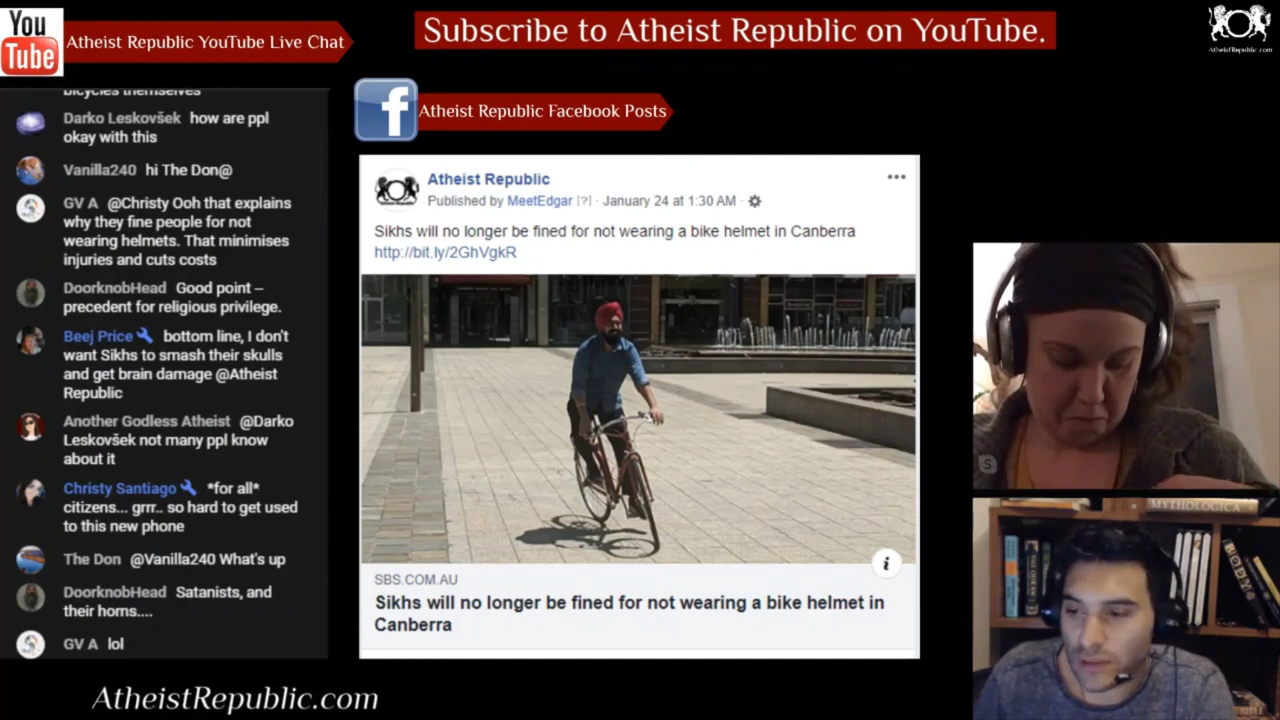 You
Tube
Atheist Republic YouTube Live Chat
Subscribe to Atheist Republic on YouTube.
AtheistRepublic.com
bicycles themselves
Darko Leskovšek how are ppl
okay with this
Vanilla240 hi The Don@
GV A @Christy Ooh that explains
why they fine people for not
wearing helmets. That minimises
injuries and cuts costs
DoorknobHead Good point –
precedent for religious privilege.
Beej Price bottom line, I don't
want Sikhs to smash their skulls
and get brain damage @Atheist
Republic
Another Godless Atheist @Darko
Leskovšek not many ppl know
about it
Christy Santiago *for all*
citizens... grrr.. so hard to get used
to this new phone
The Don @Vanilla240 What's up
DoorknobHead Satanists, and
their horns....
GV A lol
f
Atheist Republic Facebook Posts
Atheist Republic
Published by MeetEdgar [?] · January 24 at 1:30 AM ·
Sikhs will no longer be fined for not wearing a bike helmet in Canberra
http://bit.ly/2GhVgkR
i
SBS.COM.AU
Sikhs will no longer be fined for not wearing a bike helmet in
Canberra
S
MYTHOLOGICA
BODY
AtheistRepublic.com